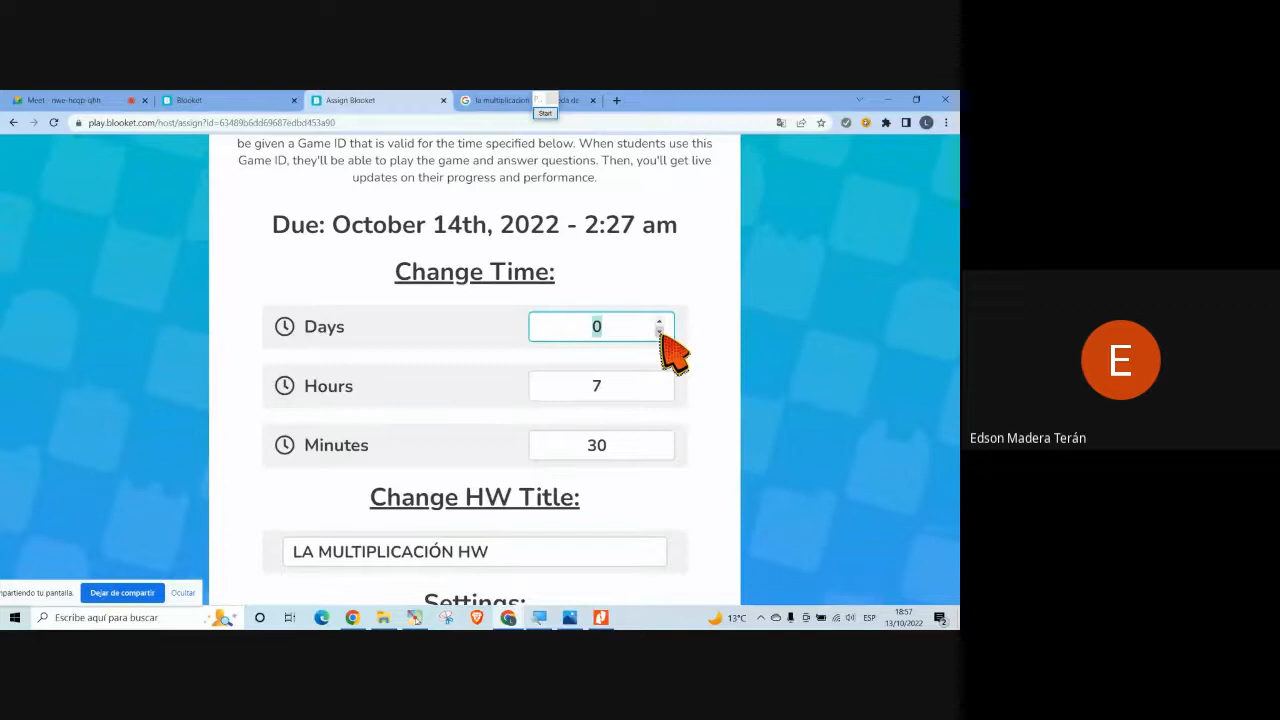 Meet - nwe-hcqp-qhh
Blooket
Assign Blooket
la multiplicacion
Start
play.blooket.com/host/assign?id=63489b6dd69687edbd453a90
L
be given a Game ID that is valid for the time specified below. When students use this
Game ID, they'll be able to play the game and answer questions. Then, you'll get live
updates on their progress and performance.
Due: October 14th, 2022 - 2:27 am
Change Time:
Days 0
Hours 7
Minutes 30
Change HW Title:
LA MULTIPLICACIÓN HW
Settings:
E
Edson Madera Terán
mpartiendo tu pantalla.
Dejar de compartir
Ocultar
Escribe aquí para buscar
13°C
ESP
18:57
13/10/2022
2